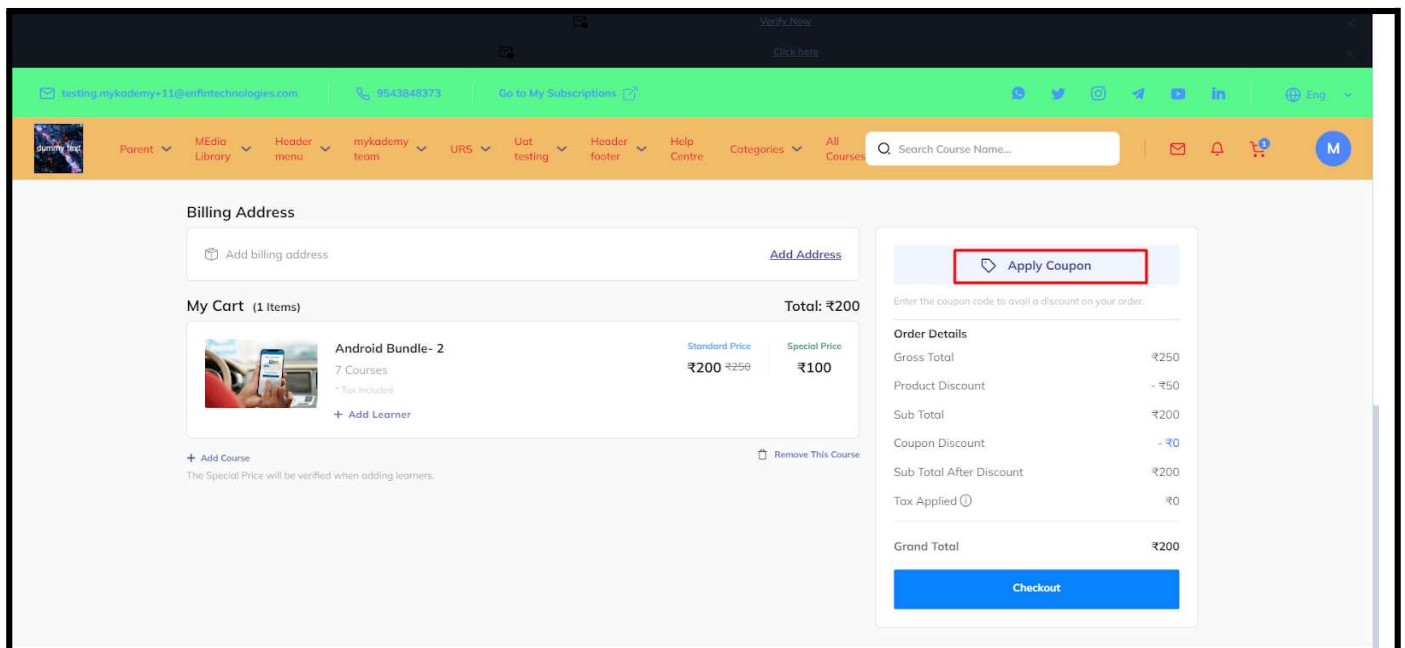 Verify Now
Click here
testing.mykademy+11@enfintechnologies.com 9543848373 Go to My Subscriptions Eng
dummy text Parent MEdia Library Header menu mykademy team URS Uat testing Header footer Help Centre Categories All Courses Search Course Name... 1 M
Billing Address
Add billing address Add Address
Apply Coupon
Enter the coupon code to avail a discount on your order.
My Cart (1 Items) Total: ₹200
Android Bundle- 2
7 Courses
* Tax Included
+ Add Learner
Standard Price Special Price
₹200 ₹250 ₹100
+ Add Course Remove This Course
The Special Price will be verified when adding learners.
Order Details
Gross Total ₹250
Product Discount - ₹50
Sub Total ₹200
Coupon Discount - ₹0
Sub Total After Discount ₹200
Tax Applied ₹0
Grand Total ₹200
Checkout